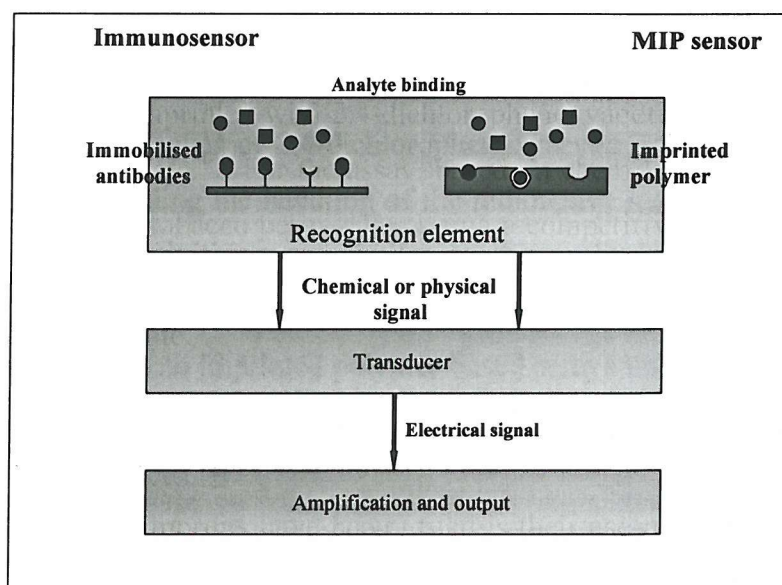 Immunosensor
MIP sensor
Analyte binding
Immobilised
antibodies
Imprinted
polymer
Recognition element
Chemical or physical
signal
Transducer
Electrical signal
Amplification and output